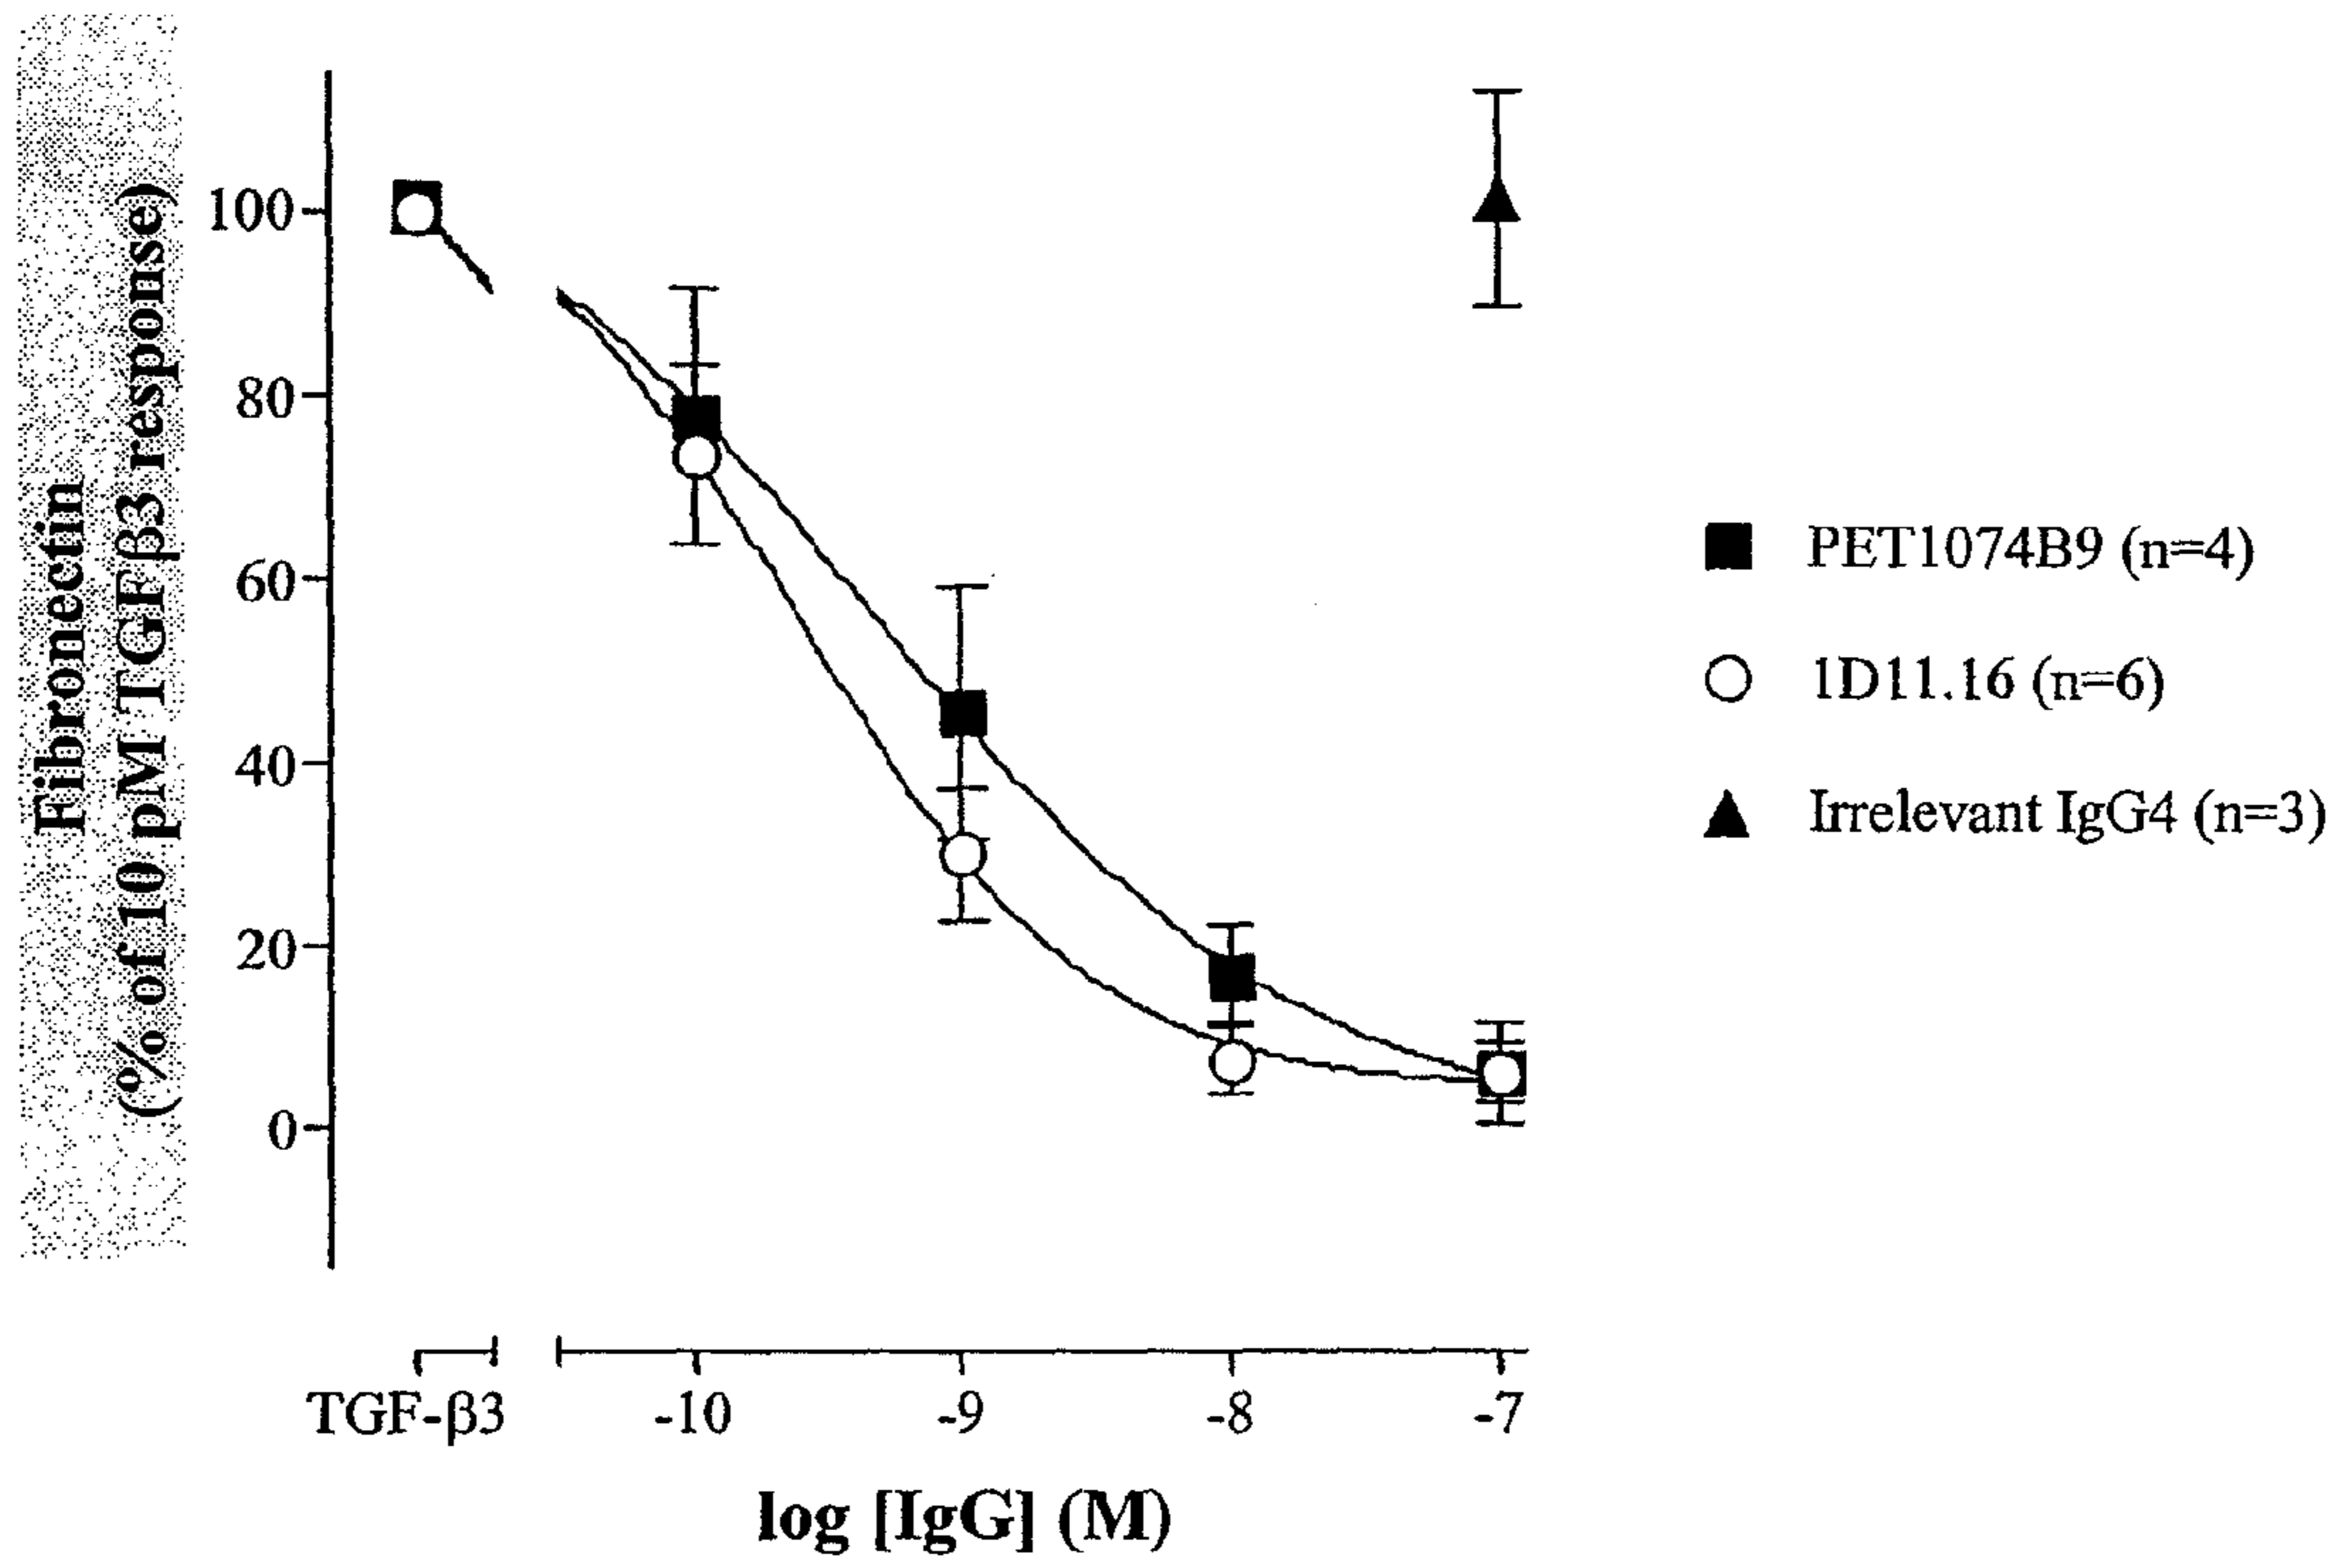 Fibronectin
(% of 10 pM TGFβ3 response)
100
80
60
40
20
0
TGF-β3
-10
-9
-8
-7
log [IgG] (M)
PET1074B9 (n=4)
1D11.16 (n=6)
Irrelevant IgG4 (n=3)